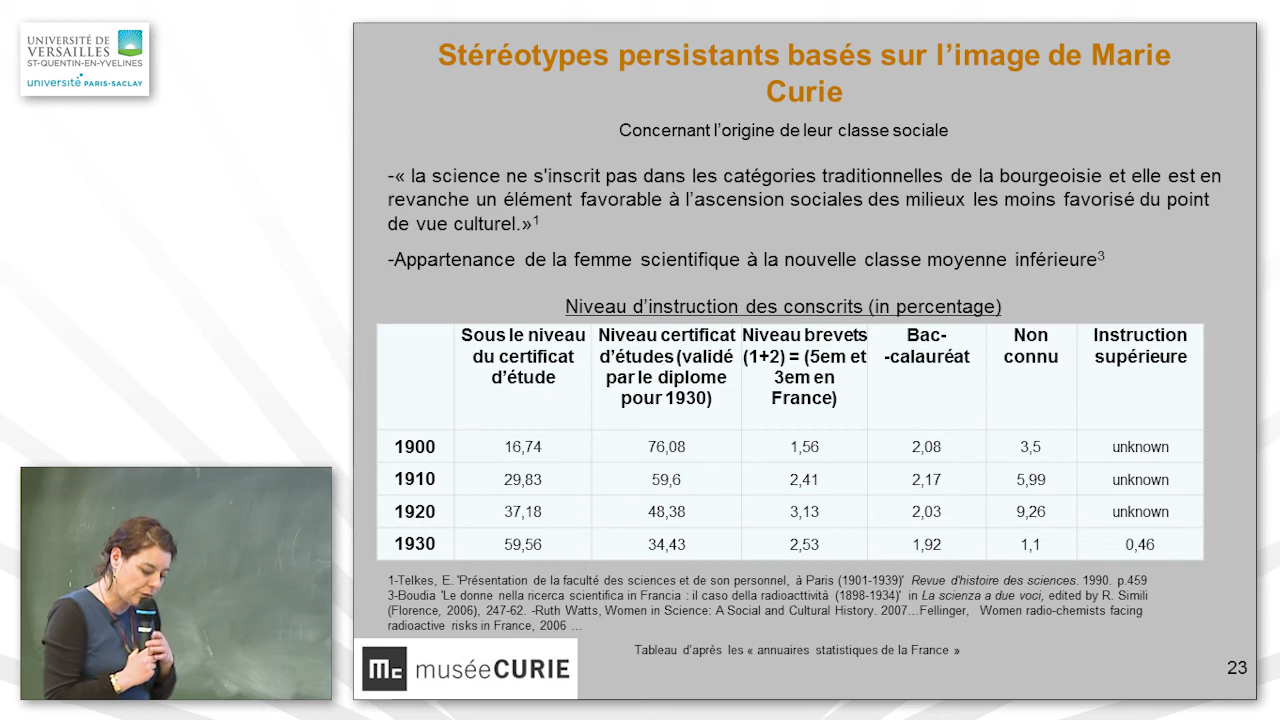 UNIVERSITÉ DE
VERSAILLES
ST-QUENTIN-EN-YVELINES
université PARIS-SACLAY
Stéréotypes persistants basés sur l’image de Marie
Curie
Concernant l’origine de leur classe sociale
-« la science ne s'inscrit pas dans les catégories traditionnelles de la bourgeoisie et elle est en
revanche un élément favorable à l’ascension sociales des milieux les moins favorisé du point
de vue culturel.»1
-Appartenance de la femme scientifique à la nouvelle classe moyenne inférieure3
Niveau d’instruction des conscrits (in percentage)
Sous le niveau du certificat d’étude | Niveau certificat d’études (validé par le diplome pour 1930) | Niveau brevets (1+2) = (5em et 3em en France) | Bac- -calauréat | Non connu | Instruction supérieure
1900 16,74 76,08 1,56 2,08 3,5 unknown
1910 29,83 59,6 2,41 2,17 5,99 unknown
1920 37,18 48,38 3,13 2,03 9,26 unknown
1930 59,56 34,43 2,53 1,92 1,1 0,46
1-Telkes, E. 'Présentation de la faculté des sciences et de son personnel, à Paris (1901-1939)' Revue d'histoire des sciences. 1990. p.459
3-Boudia 'Le donne nella ricerca scientifica in Francia : il caso della radioacttività (1898-1934)' in La scienza a due voci, edited by R. Simili
(Florence, 2006), 247-62. -Ruth Watts, Women in Science: A Social and Cultural History. 2007…Fellinger, Women radio-chemists facing
radioactive risks in France, 2006 …
Tableau d’après les « annuaires statistiques de la France »
Mc muséeCURIE
23